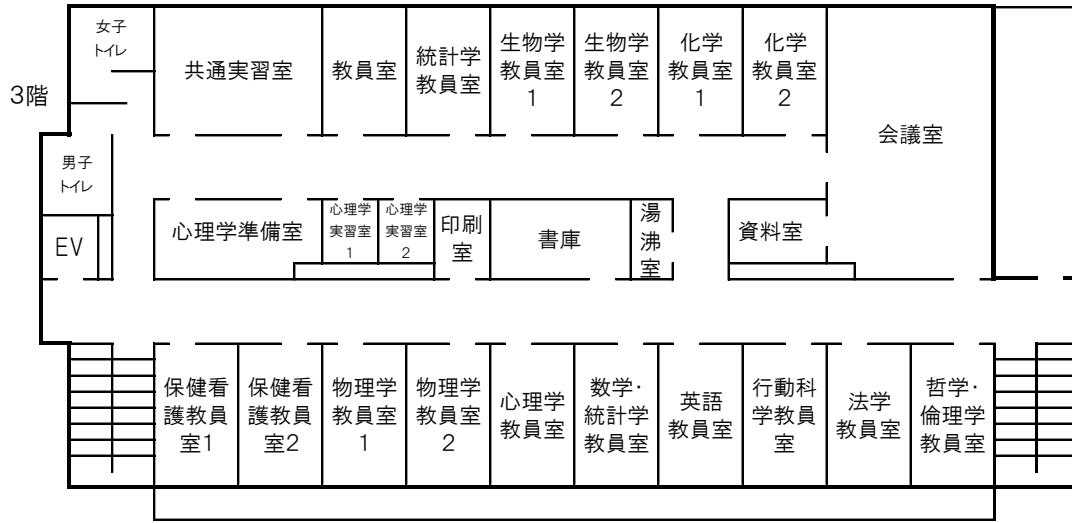 3階
女子
トイレ
共通実習室
教員室
統計学
教員室
生物学
教員室
1
生物学
教員室
2
化学
教員室
1
化学
教員室
2
会議室
男子
トイレ
EV
心理学準備室
心理学
実習室
1
心理学
実習室
2
印刷
室
書庫
湯
沸
室
資料室
保健看
護教員
室1
保健看
護教員
室2
物理学
教員室
1
物理学
教員室
2
心理学
教員室
数学・
統計学
教員室
英語
教員室
行動科
学教員
室
法学
教員室
哲学・
倫理学
教員室